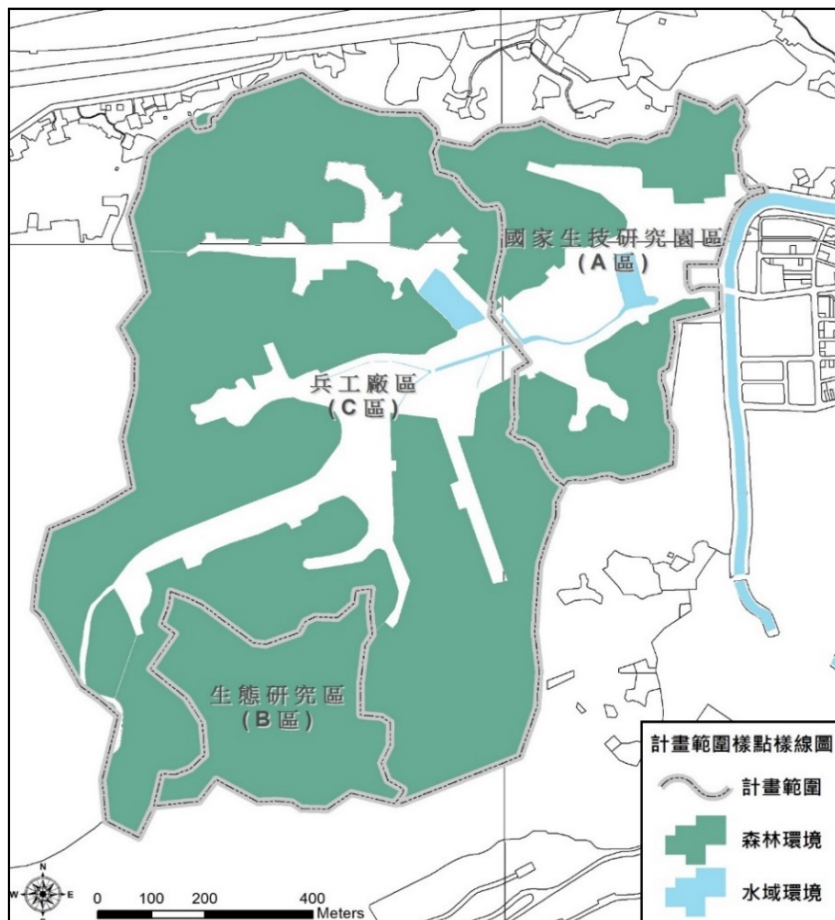 國家生技研究園區
(A區)
兵工廠區
(C區)
生態研究區
(B區)
計畫範圍樣點樣線圖
計畫範圍
森林環境
水域環境
N
W E
S
0 100 200 400
Meters